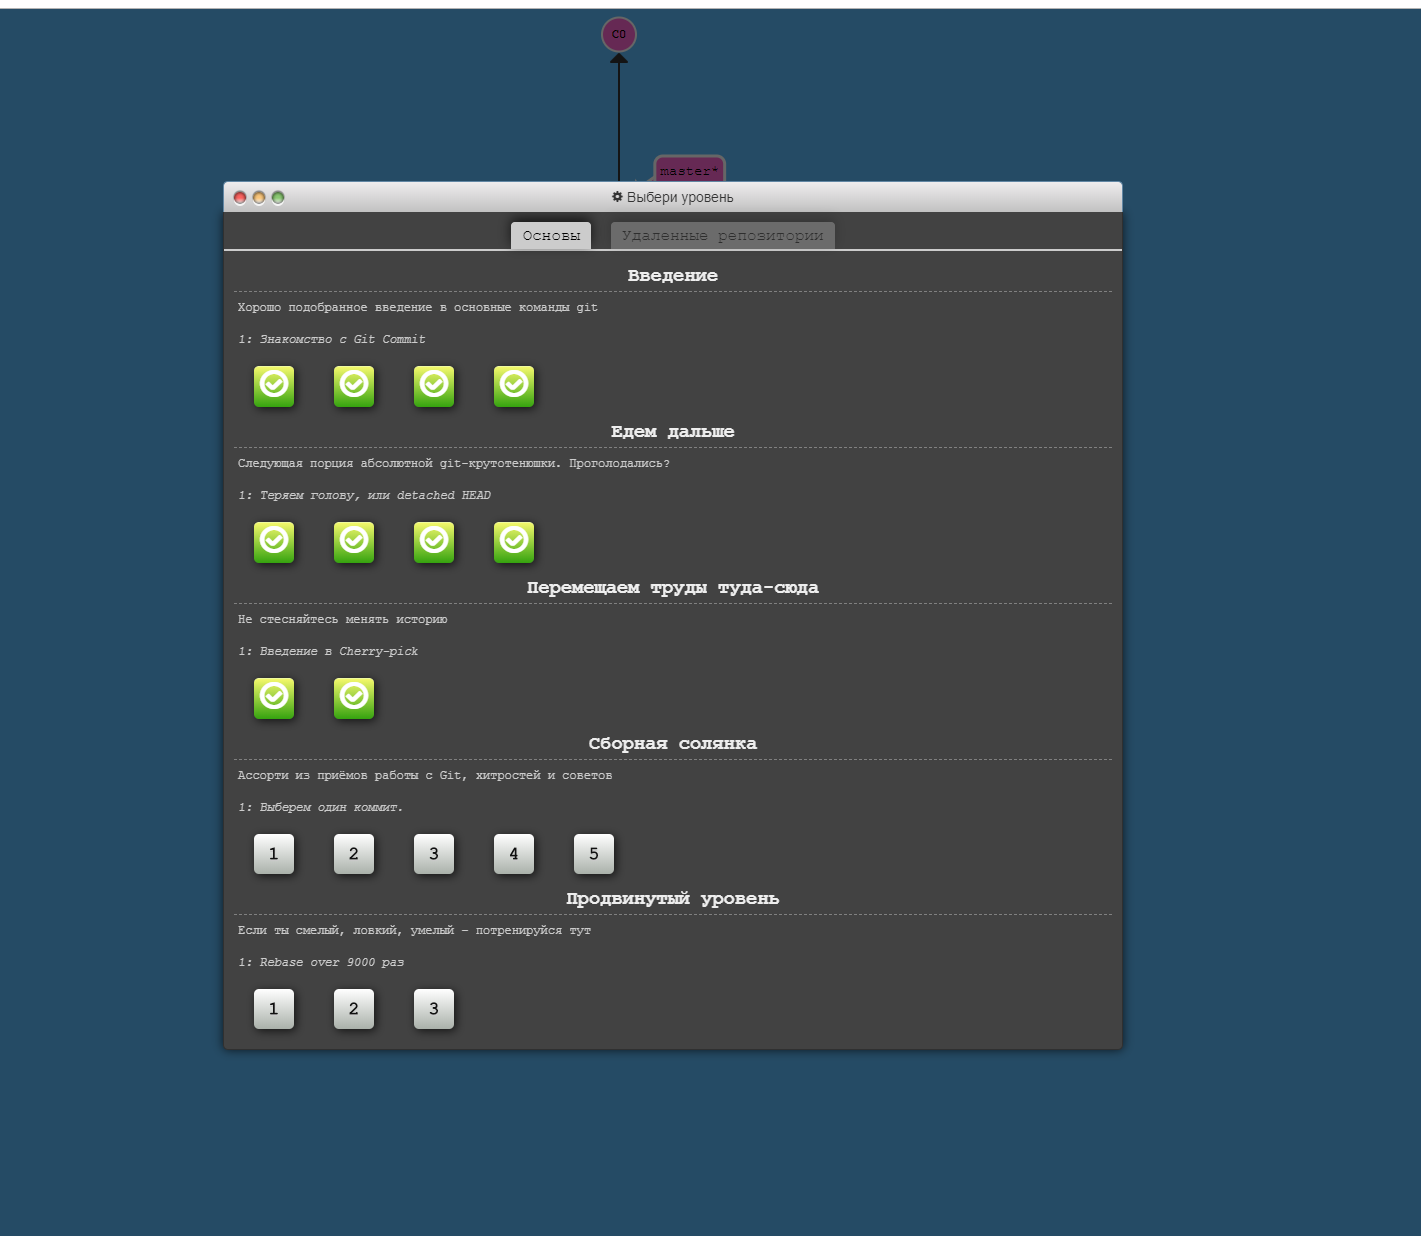 C0
master*
Выбери уровень
Основы
Удаленные репозитории
Введение
Хорошо подобранное введение в основные команды git
1: Знакомство с Git Commit
Едем дальше
Следующая порция абсолютной git-крутотенюшки. Проголодались?
1: Теряем голову, или detached HEAD
Перемещаем труды туда-сюда
Не стесняйтесь менять историю
1: Введение в Cherry-pick
Сборная солянка
Ассорти из приёмов работы с Git, хитростей и советов
1: Выберем один коммит.
1 2 3 4 5
Продвинутый уровень
Если ты смелый, ловкий, умелый - потренируйся тут
1: Rebase over 9000 раз
1 2 3